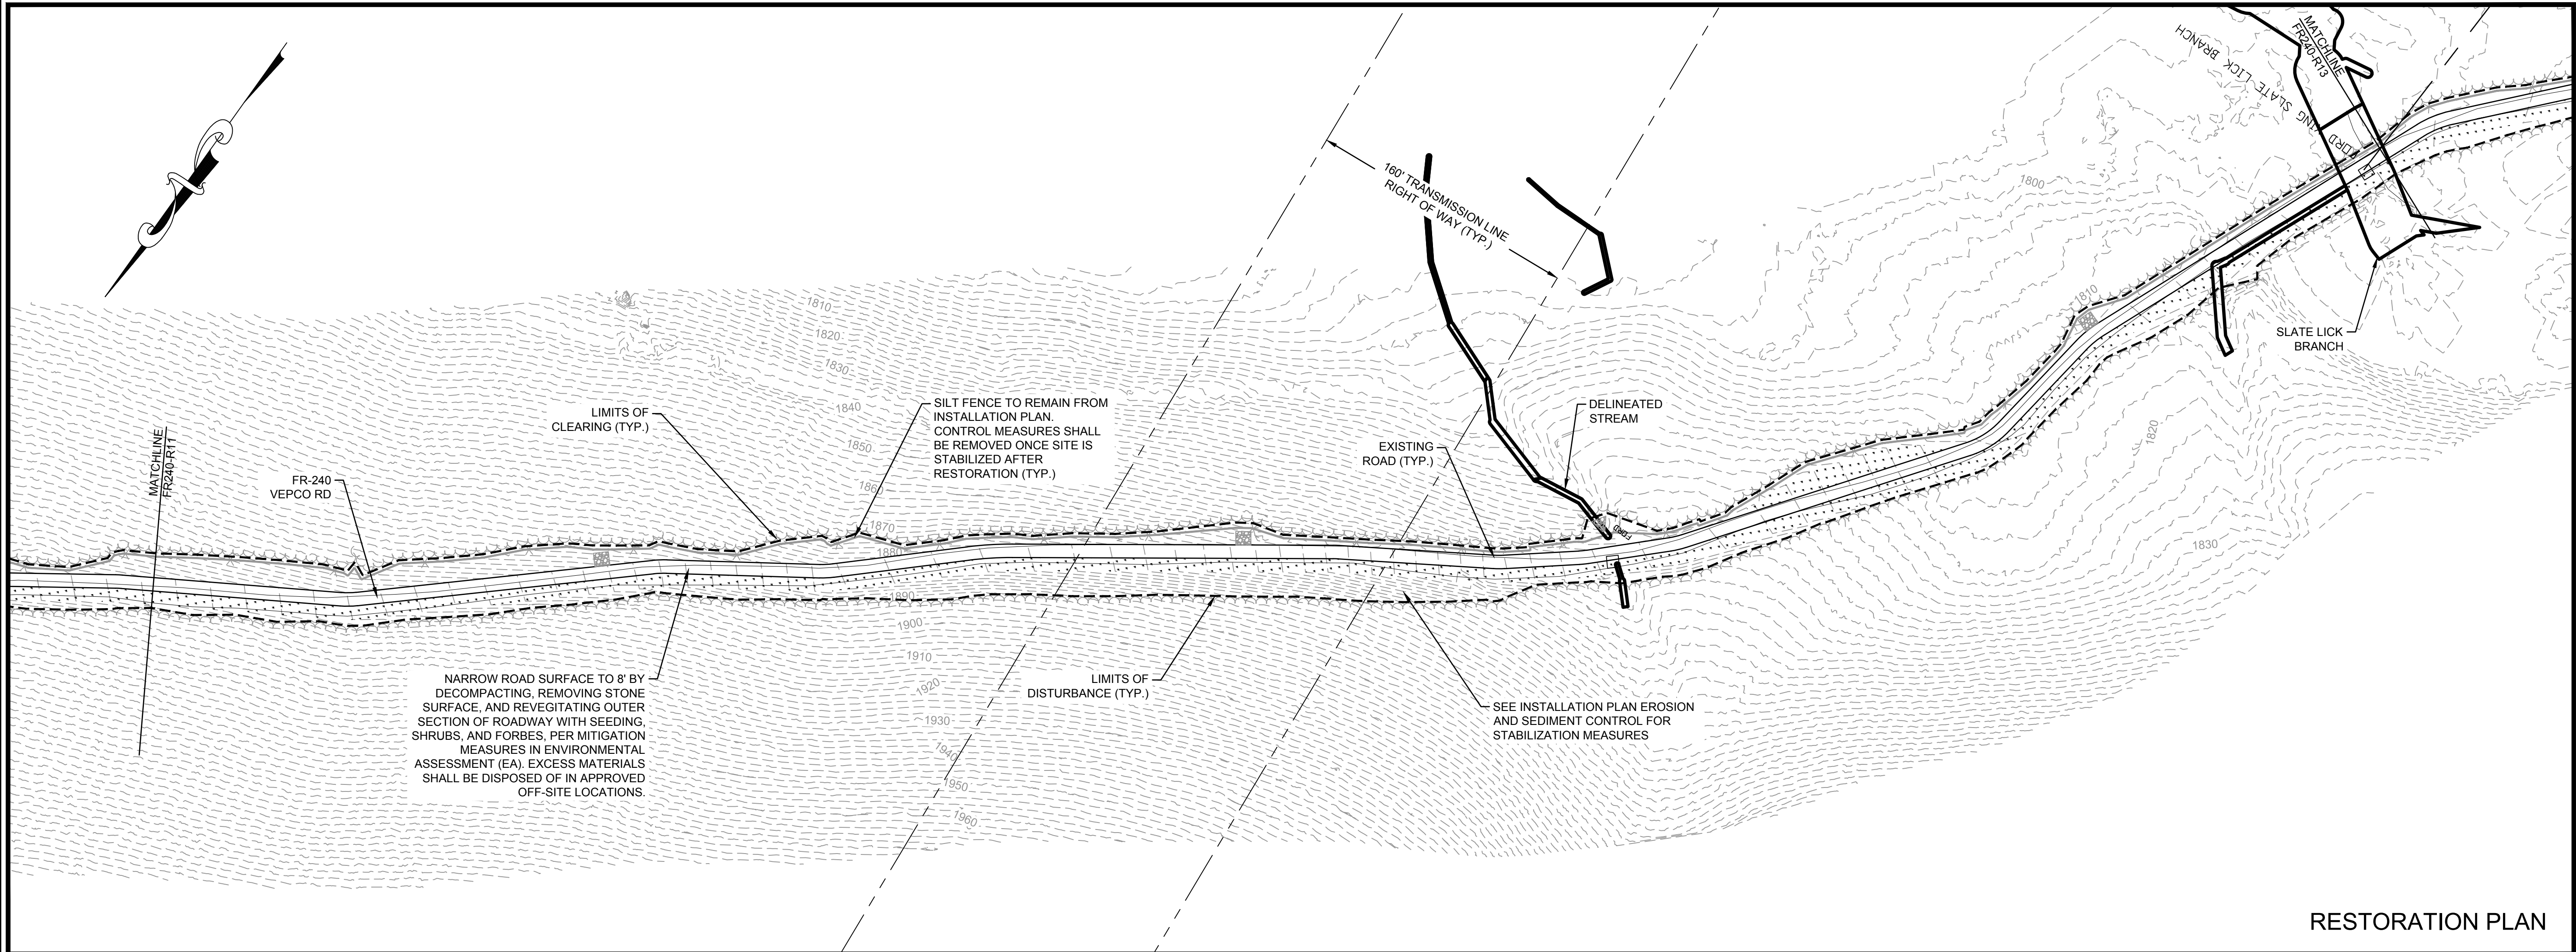 MATCHLINE
FR240-R13
SLATE LICK BRANCH
160' TRANSMISSION LINE
RIGHT OF WAY (TYP.)
1800
1810
1820
1830
1840
1850
1860
1870
1880
1890
1900
1910
1920
1930
1940
1950
1960
1810
1820
1830
SLATE LICK
BRANCH
LIMITS OF
CLEARING (TYP.)
SILT FENCE TO REMAIN FROM
INSTALLATION PLAN.
CONTROL MEASURES SHALL
BE REMOVED ONCE SITE IS
STABILIZED AFTER
RESTORATION (TYP.)
DELINEATED
STREAM
EXISTING
ROAD (TYP.)
MATCHLINE
FR240-R11
FR-240
VEPCO RD
FORD
NARROW ROAD SURFACE TO 8' BY
DECOMPACTING, REMOVING STONE
SURFACE, AND REVEGITATING OUTER
SECTION OF ROADWAY WITH SEEDING,
SHRUBS, AND FORBES, PER MITIGATION
MEASURES IN ENVIRONMENTAL
ASSESSMENT (EA). EXCESS MATERIALS
SHALL BE DISPOSED OF IN APPROVED
OFF-SITE LOCATIONS.
LIMITS OF
DISTURBANCE (TYP.)
SEE INSTALLATION PLAN EROSION
AND SEDIMENT CONTROL FOR
STABILIZATION MEASURES
RESTORATION PLAN